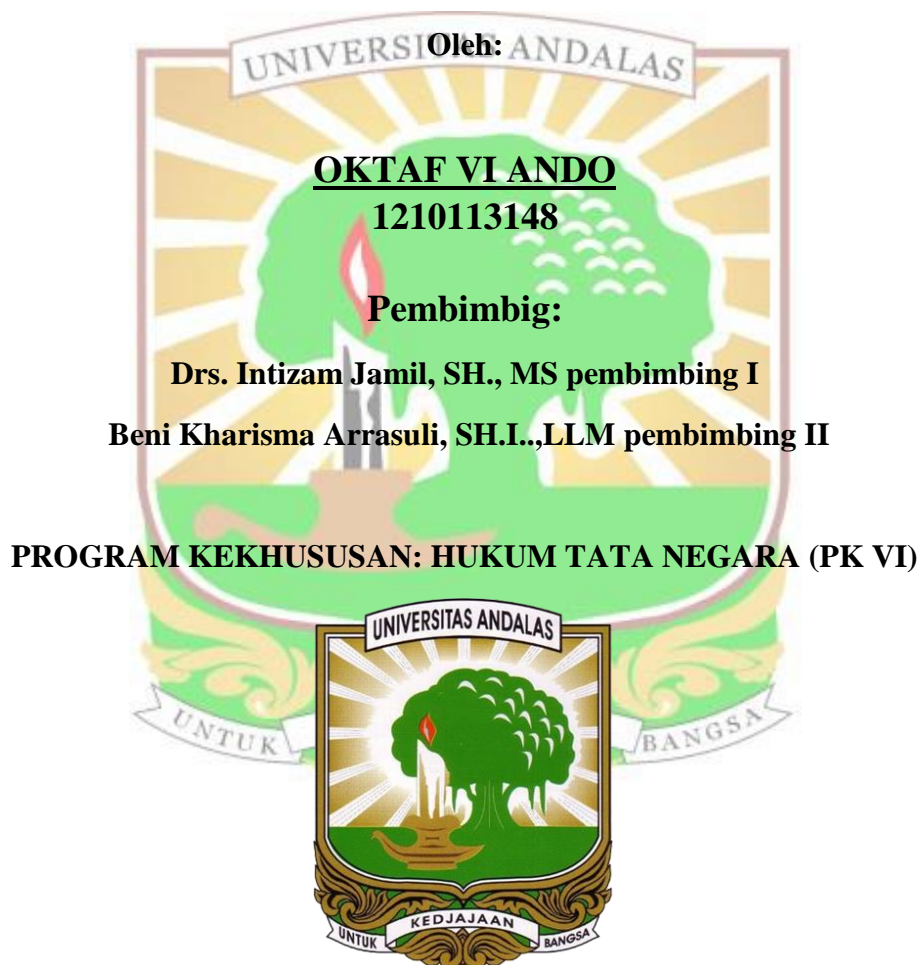 UNIVERSITAS ANDALAS
Oleh:
OKTAF VI ANDO
1210113148
Pembimbig:
Drs. Intizam Jamil, SH., MS pembimbing I
Beni Kharisma Arrasuli, SH.I..,LLM pembimbing II
PROGRAM KEKHUSUSAN: HUKUM TATA NEGARA (PK VI)
UNIVERSITAS ANDALAS
UNTUK BANGSA
UNTUK KEDJAJAAN BANGSA